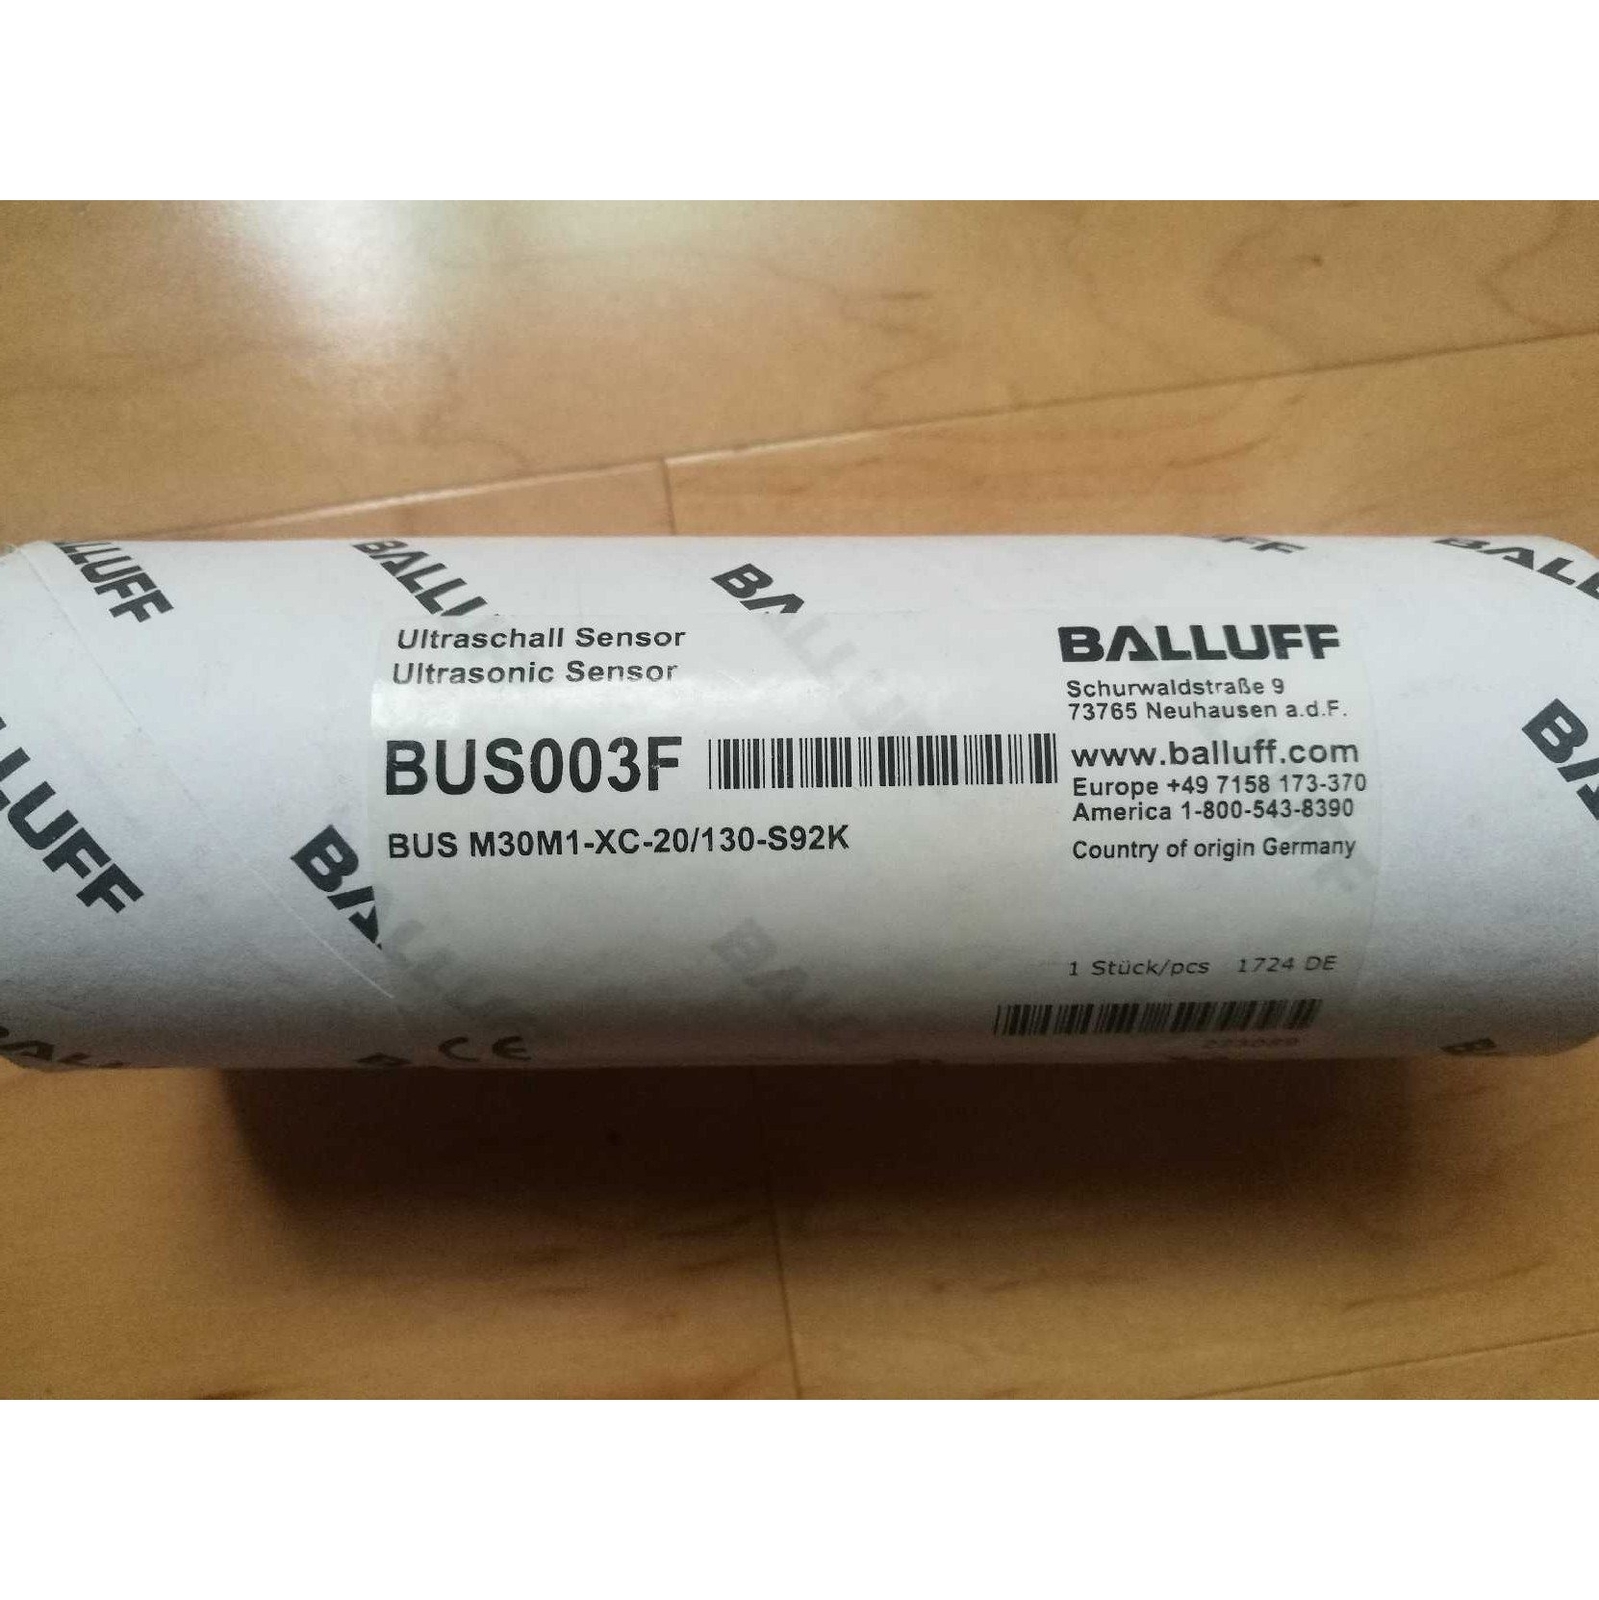 BALLUFF
BALLUFF
Ultraschall Sensor
Ultrasonic Sensor
BUS003F
BUS M30M1-XC-20/130-S92K
BALLUFF
Schurwaldstraße 9
73765 Neuhausen a.d.F.
www.balluff.com
Europe +49 7158 173-370
America 1-800-543-8390
Country of origin Germany
1 Stück/pcs 1724 DE
CE